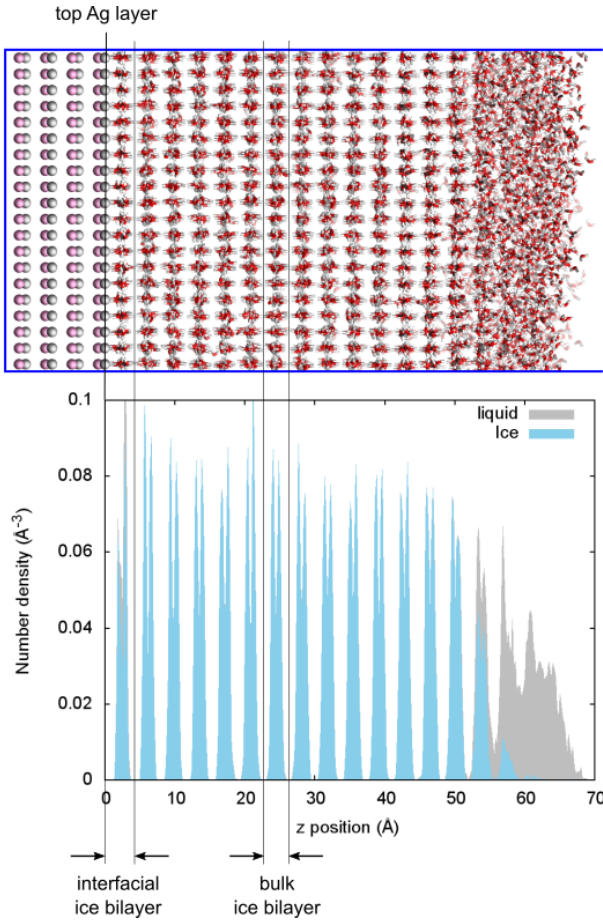 top Ag layer
0.1
liquid
Ice
0.08
0.06
0.04
0.02
0
Number density (Å⁻³)
0 10 20 30 40 50 60 70
z position (Å)
interfacial
ice bilayer
bulk
ice bilayer